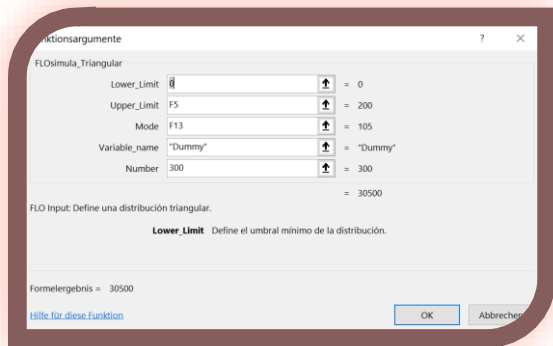 nktionsargumente ? ×
FLOsimula_Triangular
Lower_Limit 0 = 0
Upper_Limit F5 = 200
Mode F13 = 105
Variable_name "Dummy" = "Dummy"
Number 300 = 300
= 30500
FLO Input: Define una distribución triangular.
Lower_Limit Define el umbral mínimo de la distribución.
Formelergebnis = 30500
Hilfe für diese Funktion OK Abbrechen